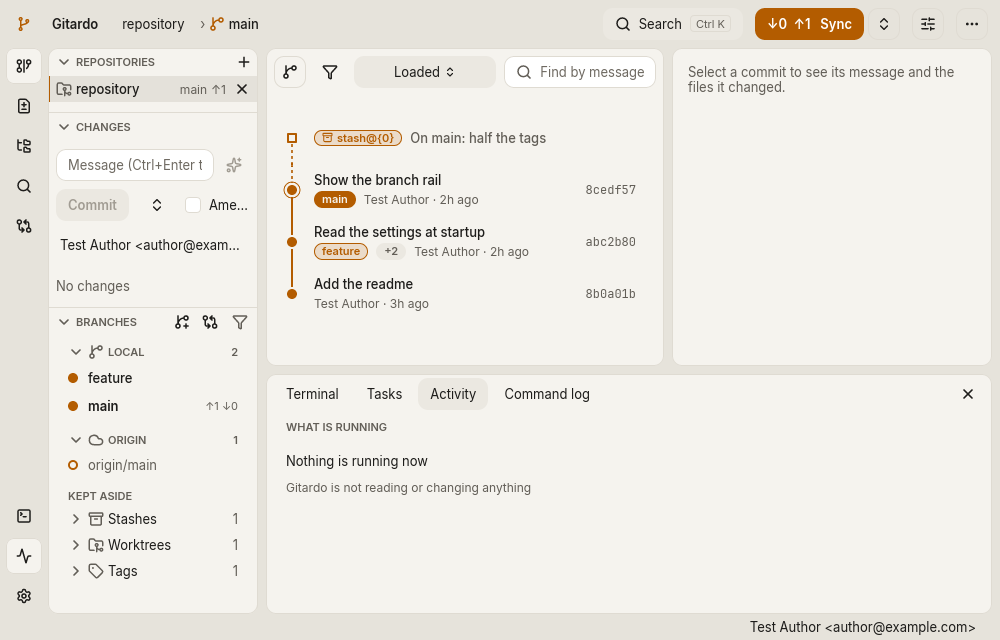 Gitardo
repository
main
Search
Ctrl K
↓0 ↑1 Sync
REPOSITORIES
repository
main ↑1
CHANGES
Message (Ctrl+Enter t
Commit
Ame...
Test Author <author@exam...
No changes
BRANCHES
LOCAL
2
feature
main
↑1 ↓0
ORIGIN
1
origin/main
KEPT ASIDE
Stashes
1
Worktrees
1
Tags
1
Loaded
Find by message
stash@{0}
On main: half the tags
Show the branch rail
main
Test Author · 2h ago
8cedf57
Read the settings at startup
feature
+2
Test Author · 2h ago
abc2b80
Add the readme
Test Author · 3h ago
8b0a01b
Select a commit to see its message and the
files it changed.
Terminal
Tasks
Activity
Command log
WHAT IS RUNNING
Nothing is running now
Gitardo is not reading or changing anything
Test Author <author@example.com>